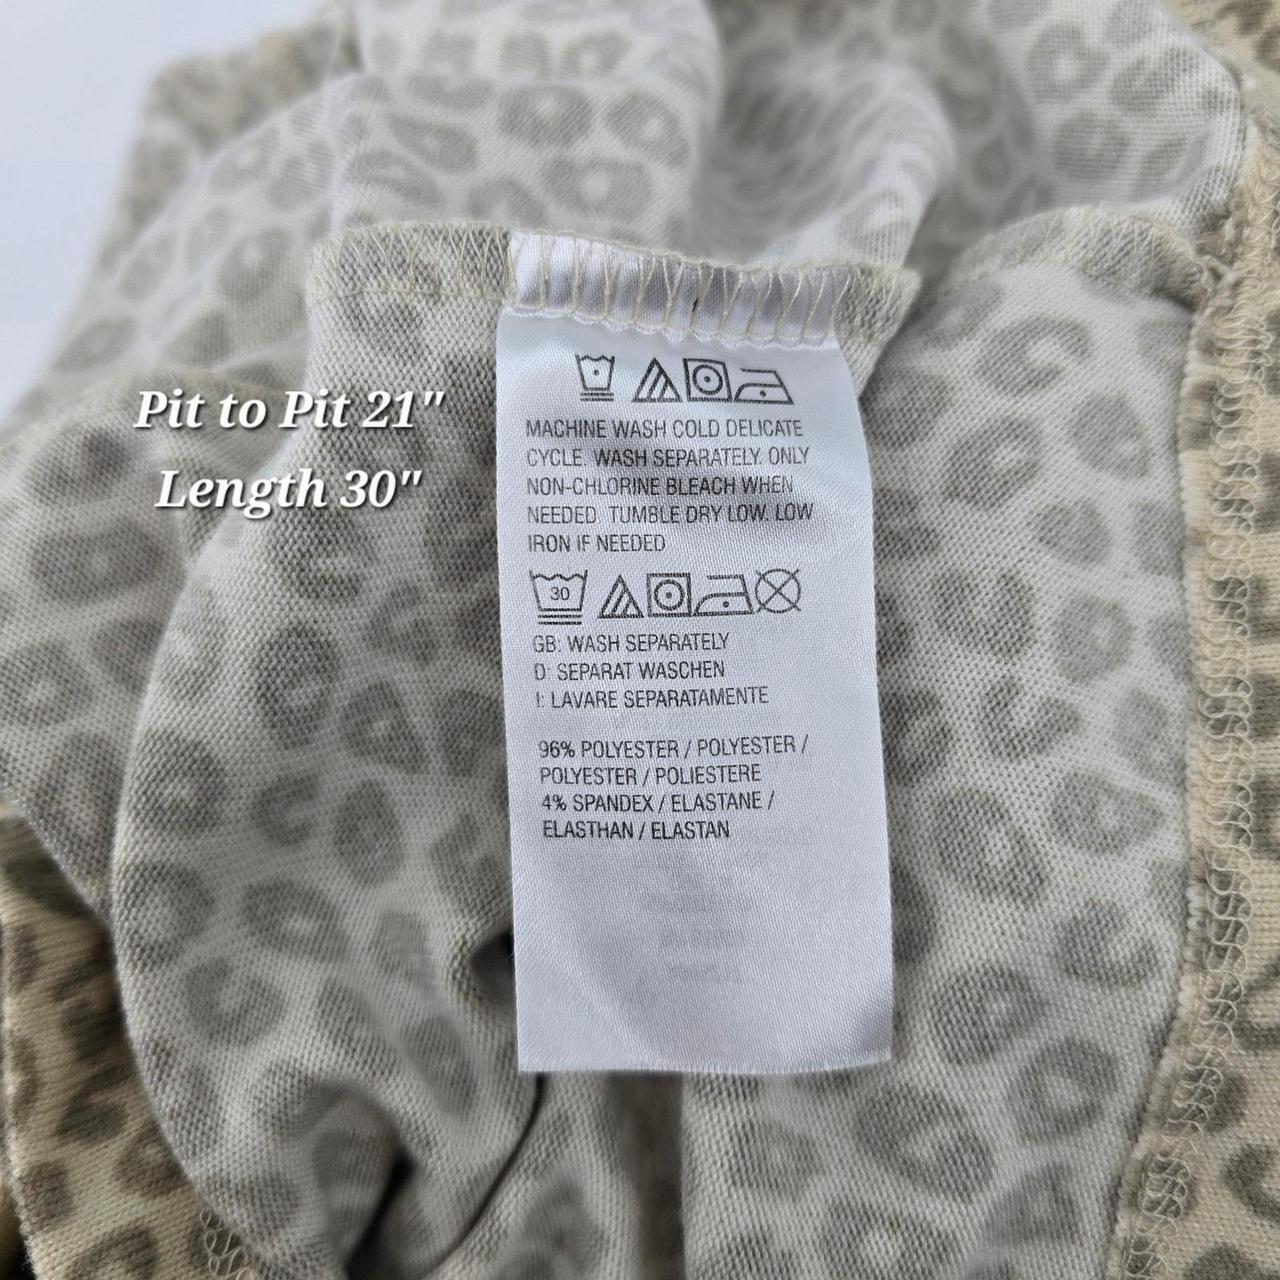 Pit to Pit 21"
Length 30"
MACHINE WASH COLD DELICATE
CYCLE. WASH SEPARATELY. ONLY
NON-CHLORINE BLEACH WHEN
NEEDED. TUMBLE DRY LOW. LOW
IRON IF NEEDED
30
GB: WASH SEPARATELY
D: SEPARAT WASCHEN
I: LAVARE SEPARATAMENTE
96% POLYESTER / POLYESTER /
POLYESTER / POLIESTERE
4% SPANDEX / ELASTANE /
ELASTHAN / ELASTAN